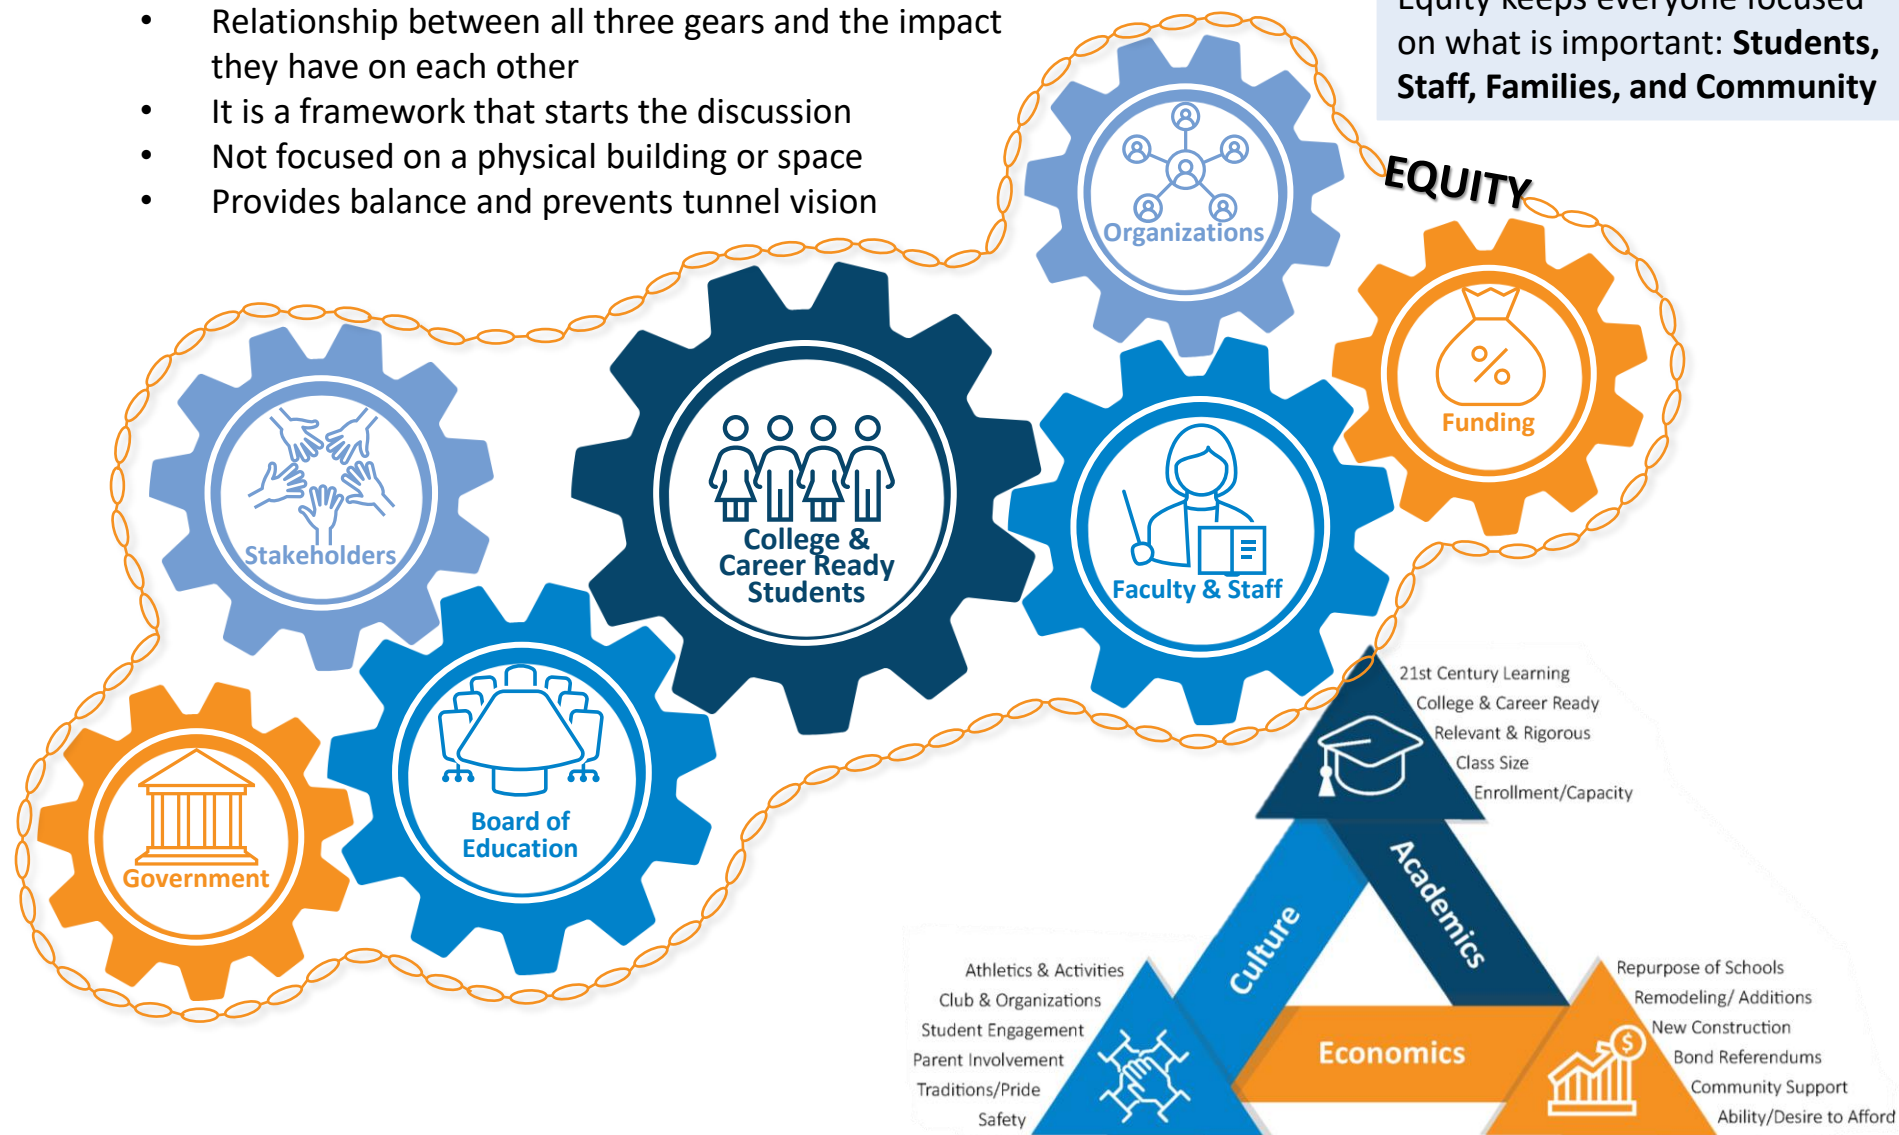 • Relationship between all three gears and the impact
they have on each other
• It is a framework that starts the discussion
• Not focused on a physical building or space
• Provides balance and prevents tunnel vision
Equity keeps everyone focused
on what is important: Students,
Staff, Families, and Community
EQUITY
Organizations
Funding
Stakeholders
College &
Career Ready
Students
Faculty & Staff
Board of
Education
Government
21st Century Learning
College & Career Ready
Relevant & Rigorous
Class Size
Enrollment/Capacity
Academics
Culture
Economics
Athletics & Activities
Club & Organizations
Student Engagement
Parent Involvement
Traditions/Pride
Safety
Repurpose of Schools
Remodeling/ Additions
New Construction
Bond Referendums
Community Support
Ability/Desire to Afford